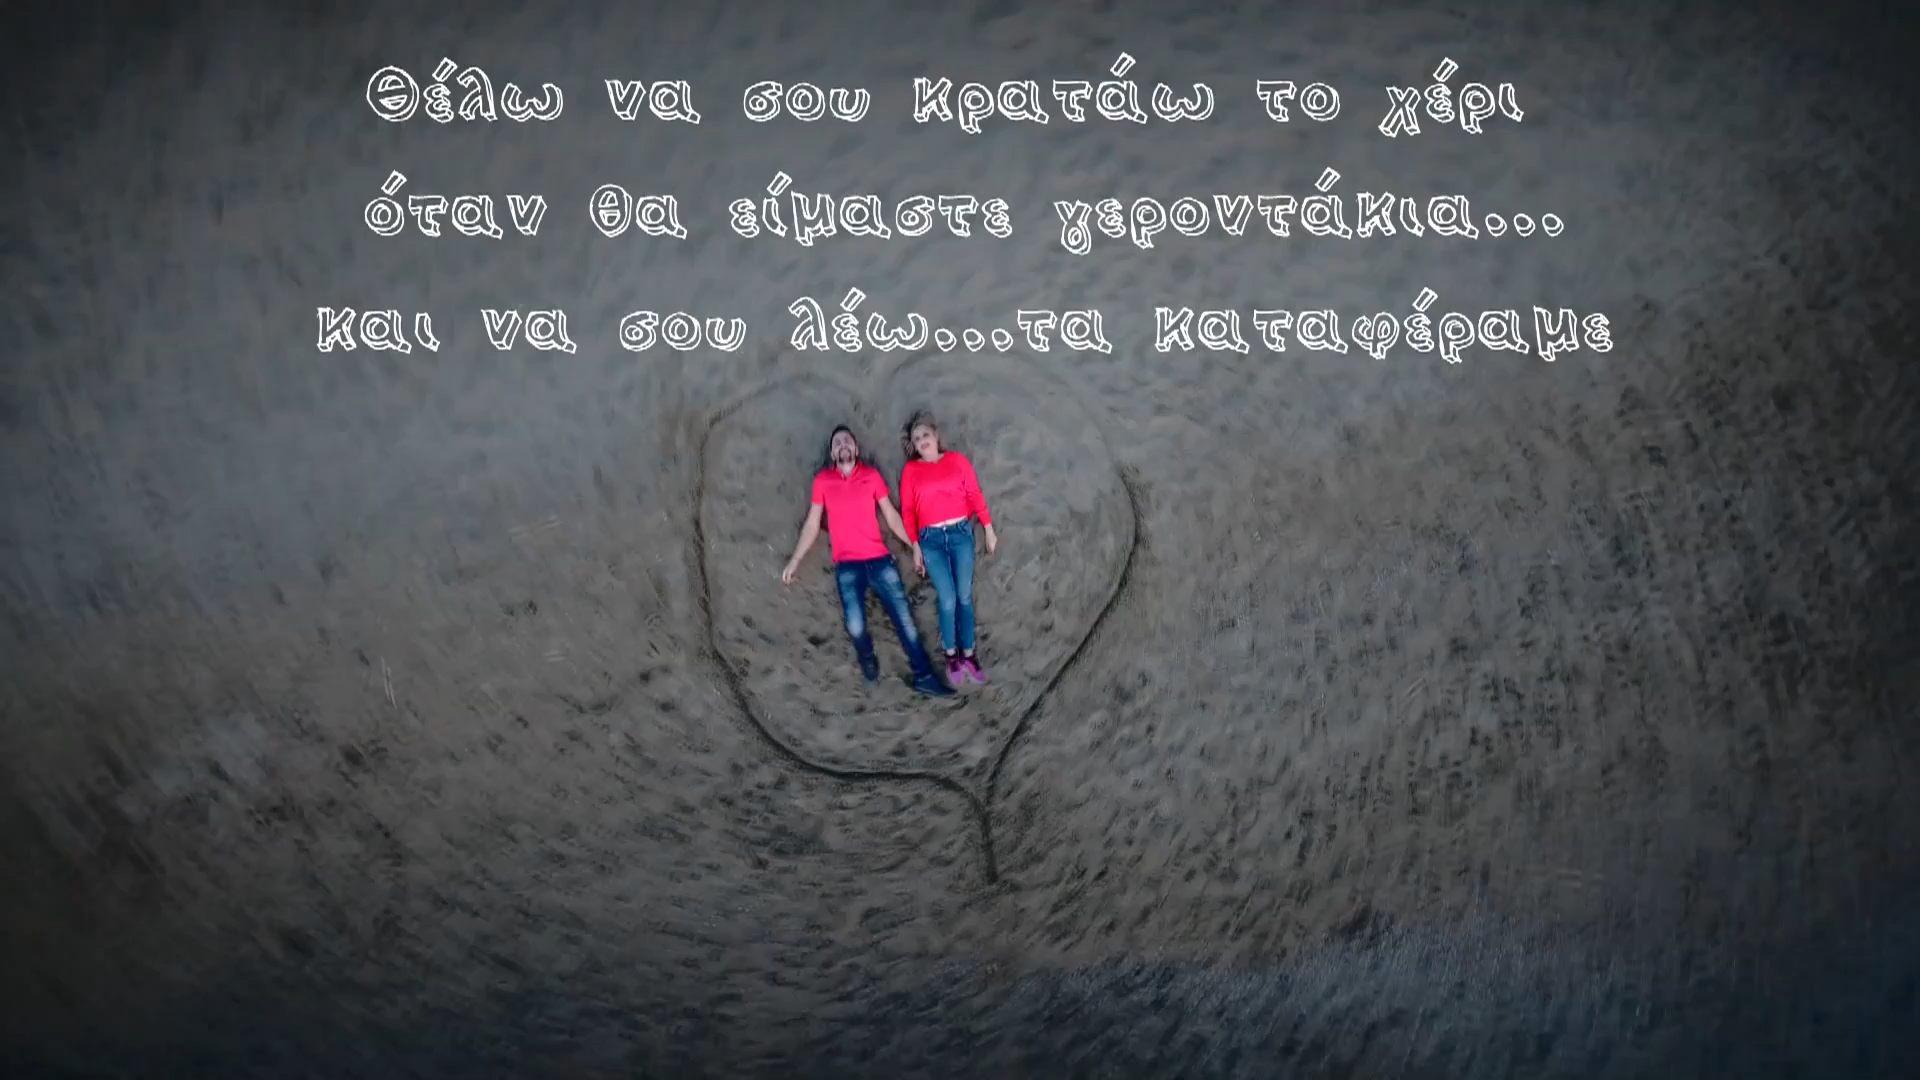 Θέλω να σου κρατάω το χέρι
όταν θα είμαστε γεροντάκια...
και να σου λέω...τα καταφέραμε